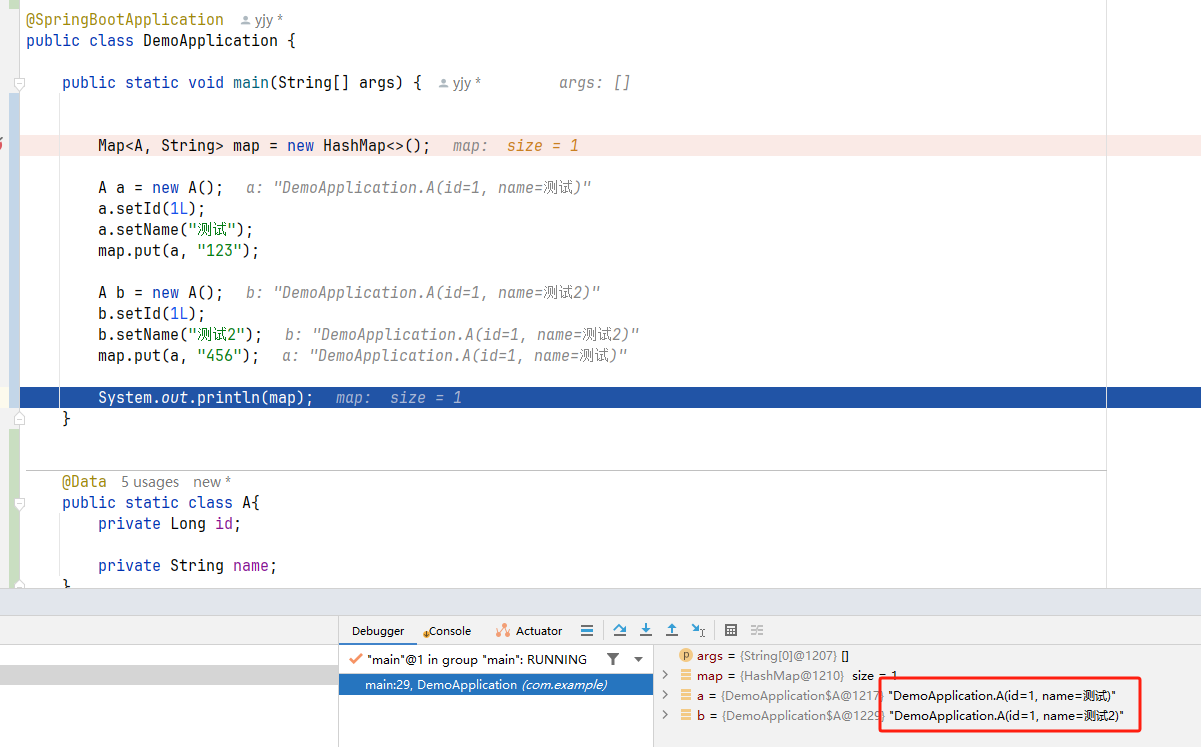 @SpringBootApplication yjy *
public class DemoApplication {
public static void main(String[] args) { yjy * args: []
Map<A, String> map = new HashMap<>(); map: size = 1
A a = new A(); a: "DemoApplication.A(id=1, name=测试)"
a.setId(1L);
a.setName("测试");
map.put(a, "123");
A b = new A(); b: "DemoApplication.A(id=1, name=测试2)"
b.setId(1L);
b.setName("测试2"); b: "DemoApplication.A(id=1, name=测试2)"
map.put(a, "456"); a: "DemoApplication.A(id=1, name=测试)"
System.out.println(map); map: size = 1
}
@Data 5 usages new *
public static class A{
private Long id;
private String name;
}
Debugger Console Actuator
"main"@1 in group "main": RUNNING
main:29, DemoApplication (com.example)
p args = {String[0]@1207} []
map = {HashMap@1210} size = 1
a = {DemoApplication$A@1217} "DemoApplication.A(id=1, name=测试)"
b = {DemoApplication$A@1229} "DemoApplication.A(id=1, name=测试2)"